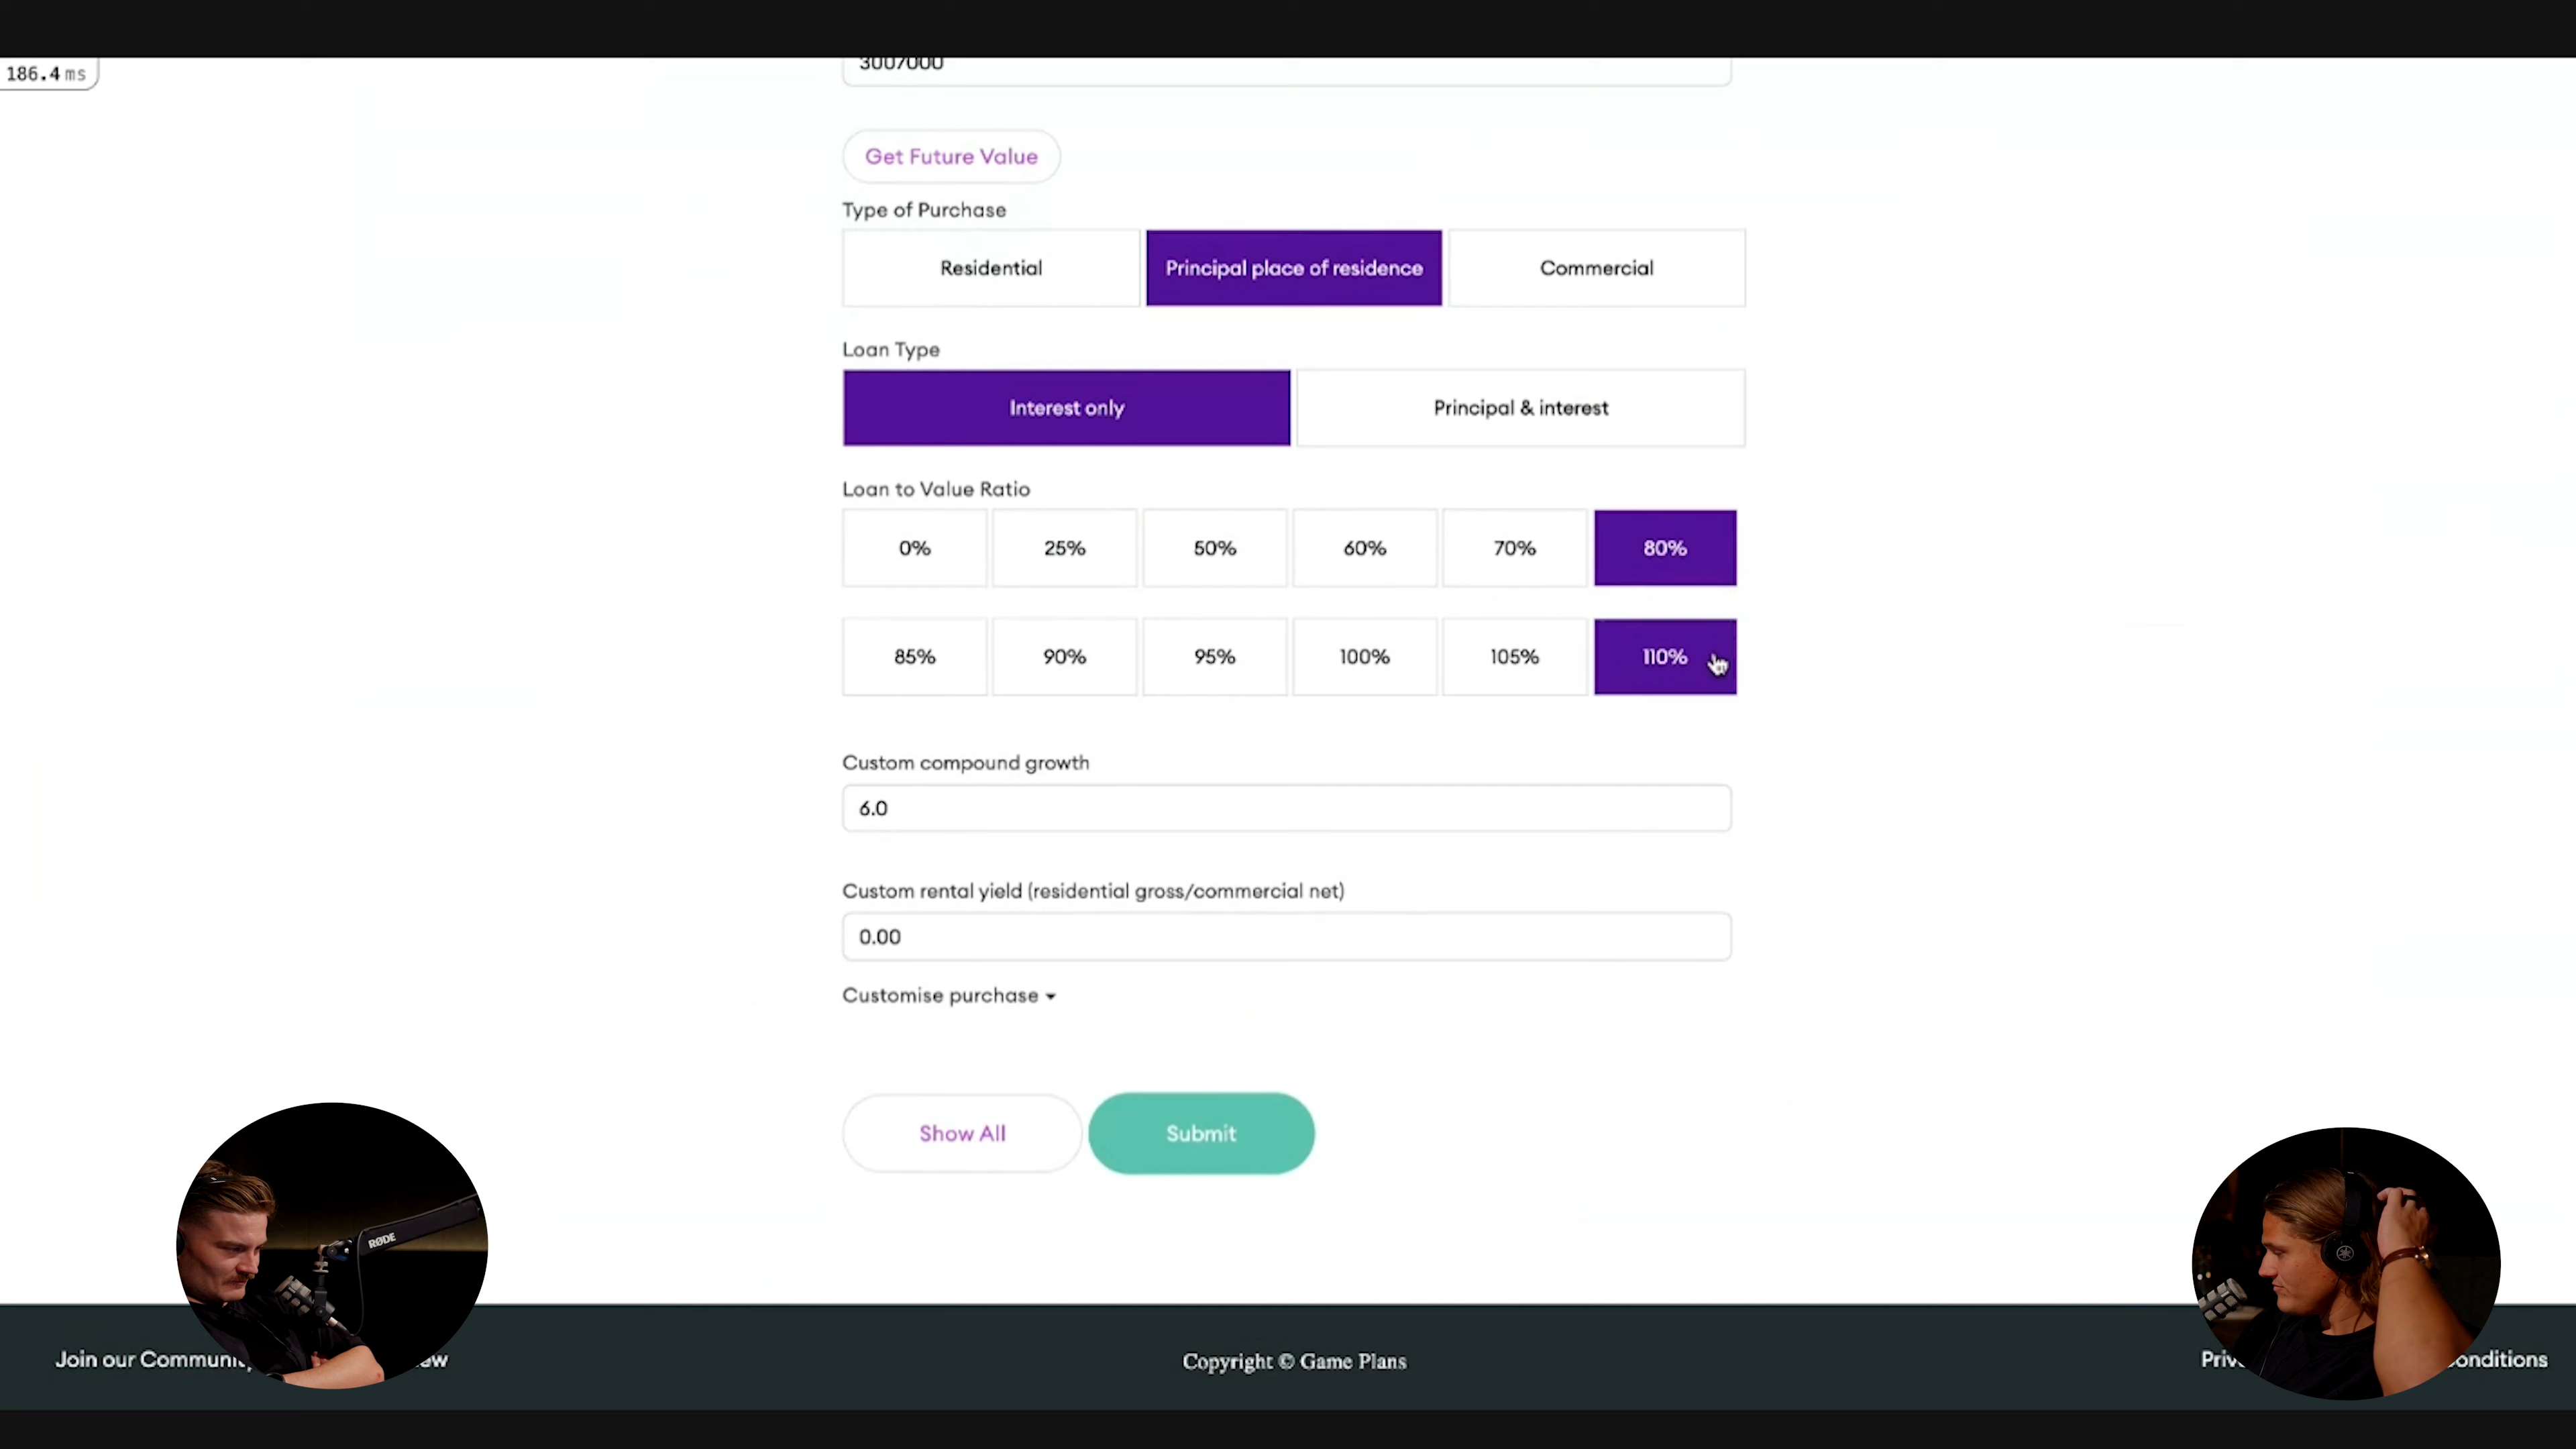 186.4 ms
3007000
Get Future Value
Type of Purchase
Residential
Principal place of residence
Commercial
Loan Type
Interest only
Principal & interest
Loan to Value Ratio
0%
25%
50%
60%
70%
80%
85%
90%
95%
100%
105%
110%
Custom compound growth
6.0
Custom rental yield (residential gross/commercial net)
0.00
Customise purchase
Show All
Submit
RØDE
Join our
Copyright © Game Plans